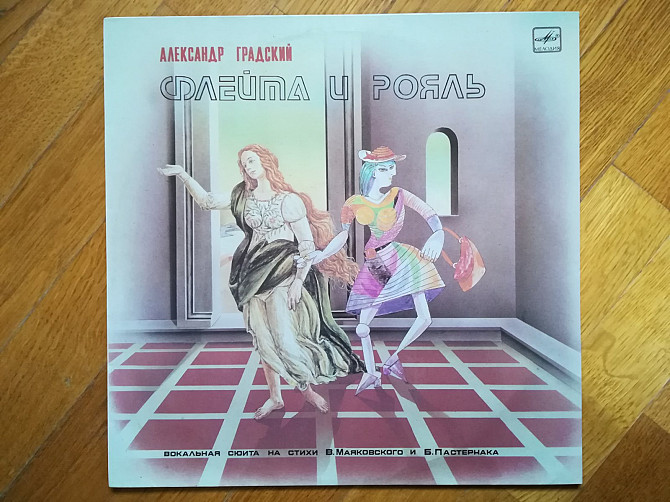 АЛЕКСАНДР ГРАДСКИЙ
МЕЛОДИЯ
ФЛЕЙТА И РОЯЛЬ
ВОКАЛЬНАЯ СЮИТА НА СТИХИ В.МАЯКОВСКОГО И Б.ПАСТЕРНАКА